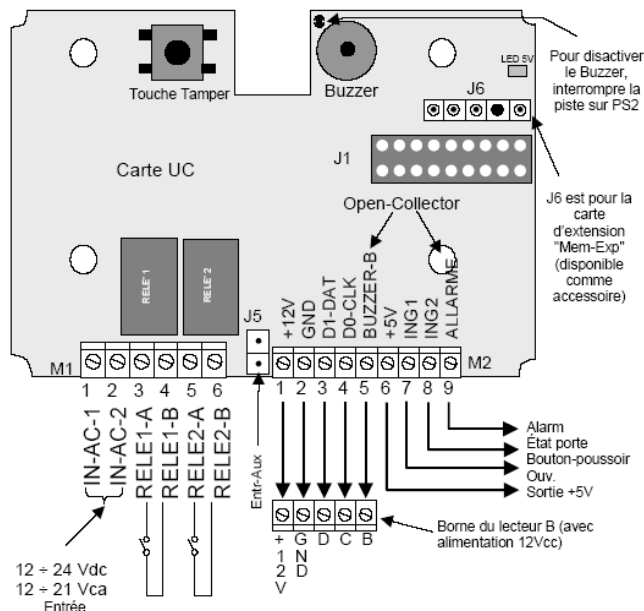 Touche Tamper
Buzzer
LED 5V
Pour disactiver
le Buzzer,
interrompre la
piste sur PS2
J6
J1
Carte UC
Open-Collector
J6 est pour la
carte
d'extension
"Mem-Exp"
(disponible
comme
accessoire)
RELE' 1
RELE' 2
J5
+12V
GND
D1-DAT
D0-CLK
BUZZER-B
+5V
ING1
ING2
ALLARME
M1
M2
1 2 3 4 5 6
1 2 3 4 5 6 7 8 9
IN-AC-1
IN-AC-2
RELE1-A
RELE1-B
RELE2-A
RELE2-B
Entr-Aux
Alarm
État porte
Bouton-poussoir
Ouv.
Sortie +5V
Borne du lecteur B (avec
alimentation 12Vcc)
+12V
GND
D
C
B
12 ÷ 24 Vdc
12 ÷ 21 Vca
Entrée